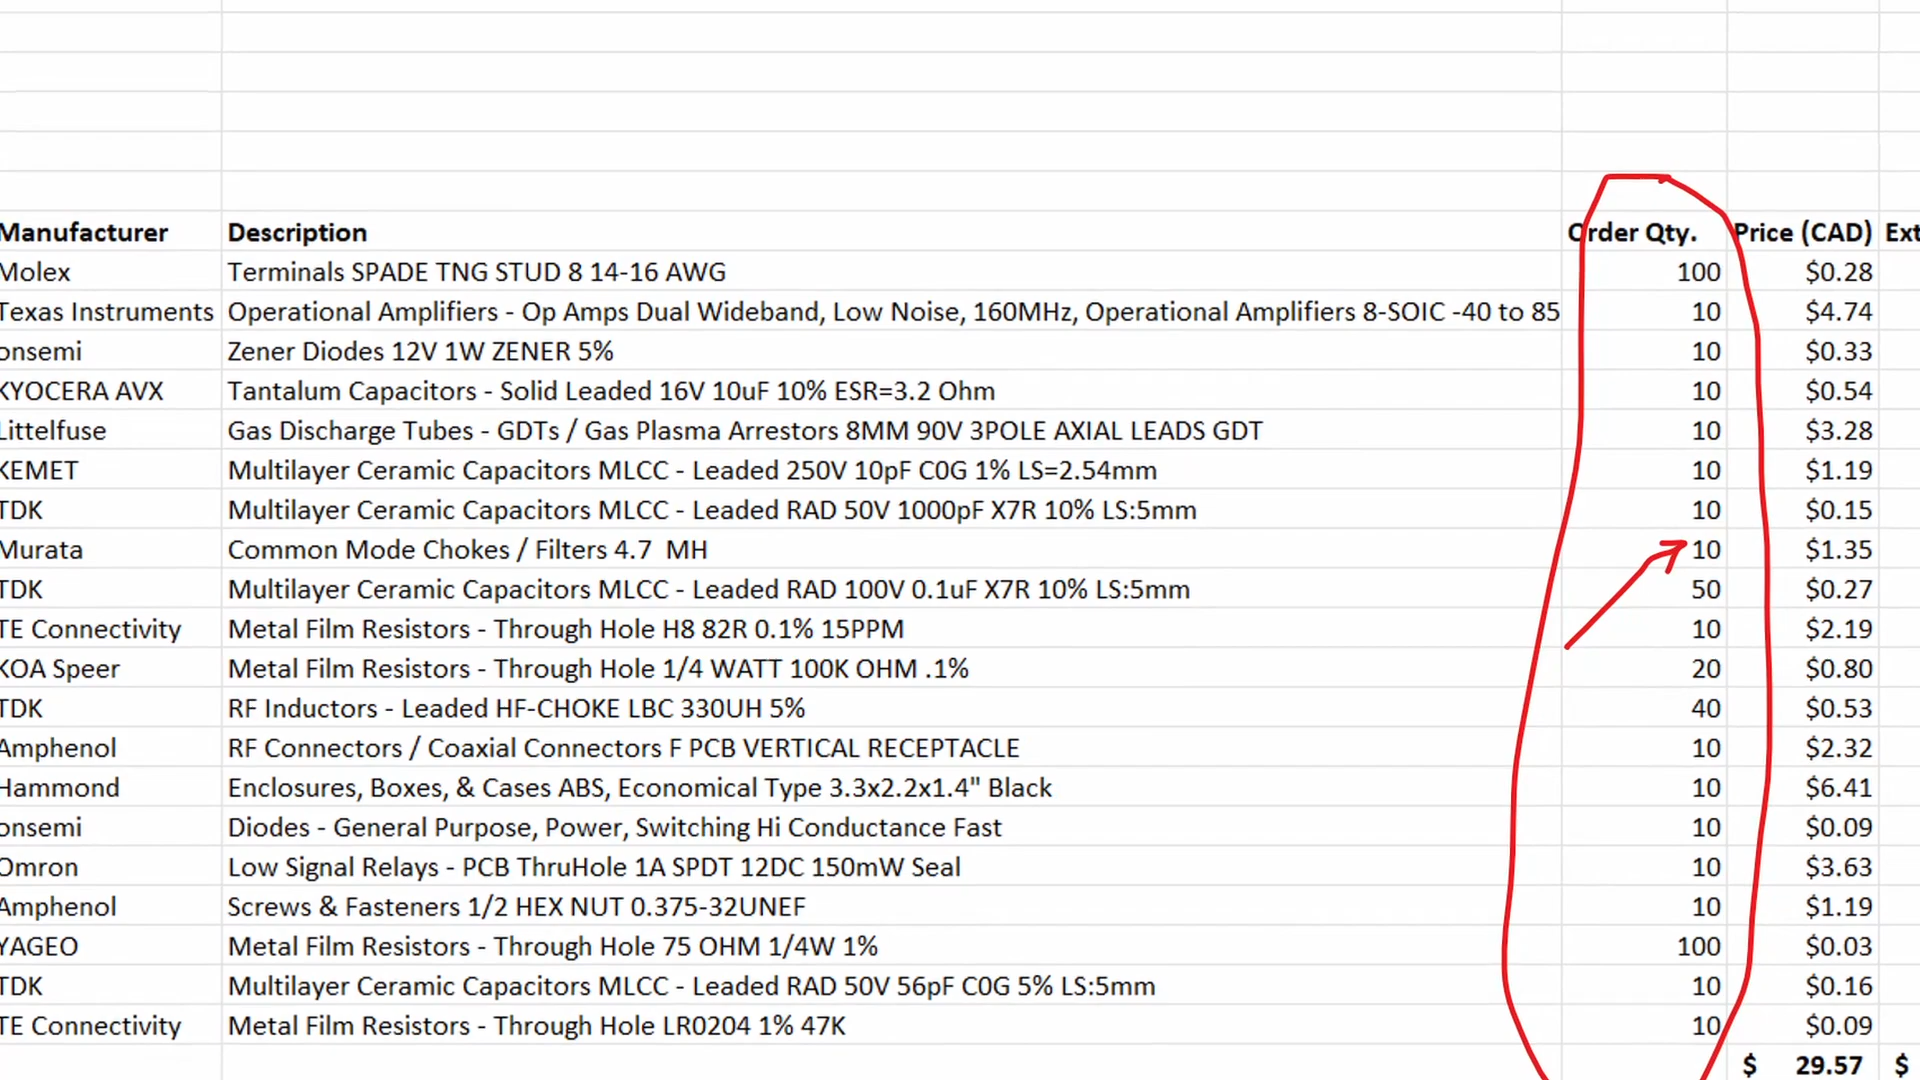 Manufacturer Description Order Qty. Price (CAD) Ext
Molex Terminals SPADE TNG STUD 8 14-16 AWG 100 $0.28
Texas Instruments Operational Amplifiers - Op Amps Dual Wideband, Low Noise, 160MHz, Operational Amplifiers 8-SOIC -40 to 85 10 $4.74
onsemi Zener Diodes 12V 1W ZENER 5% 10 $0.33
KYOCERA AVX Tantalum Capacitors - Solid Leaded 16V 10uF 10% ESR=3.2 Ohm 10 $0.54
Littelfuse Gas Discharge Tubes - GDTs / Gas Plasma Arrestors 8MM 90V 3POLE AXIAL LEADS GDT 10 $3.28
KEMET Multilayer Ceramic Capacitors MLCC - Leaded 250V 10pF C0G 1% LS=2.54mm 10 $1.19
TDK Multilayer Ceramic Capacitors MLCC - Leaded RAD 50V 1000pF X7R 10% LS:5mm 10 $0.15
Murata Common Mode Chokes / Filters 4.7  MH 10 $1.35
TDK Multilayer Ceramic Capacitors MLCC - Leaded RAD 100V 0.1uF X7R 10% LS:5mm 50 $0.27
TE Connectivity Metal Film Resistors - Through Hole H8 82R 0.1% 15PPM 10 $2.19
KOA Speer Metal Film Resistors - Through Hole 1/4 WATT 100K OHM .1% 20 $0.80
TDK RF Inductors - Leaded HF-CHOKE LBC 330UH 5% 40 $0.53
Amphenol RF Connectors / Coaxial Connectors F PCB VERTICAL RECEPTACLE 10 $2.32
Hammond Enclosures, Boxes, & Cases ABS, Economical Type 3.3x2.2x1.4" Black 10 $6.41
onsemi Diodes - General Purpose, Power, Switching Hi Conductance Fast 10 $0.09
Omron Low Signal Relays - PCB ThruHole 1A SPDT 12DC 150mW Seal 10 $3.63
Amphenol Screws & Fasteners 1/2 HEX NUT 0.375-32UNEF 10 $1.19
YAGEO Metal Film Resistors - Through Hole 75 OHM 1/4W 1% 100 $0.03
TDK Multilayer Ceramic Capacitors MLCC - Leaded RAD 50V 56pF C0G 5% LS:5mm 10 $0.16
TE Connectivity Metal Film Resistors - Through Hole LR0204 1% 47K 10 $0.09
$ 29.57 $